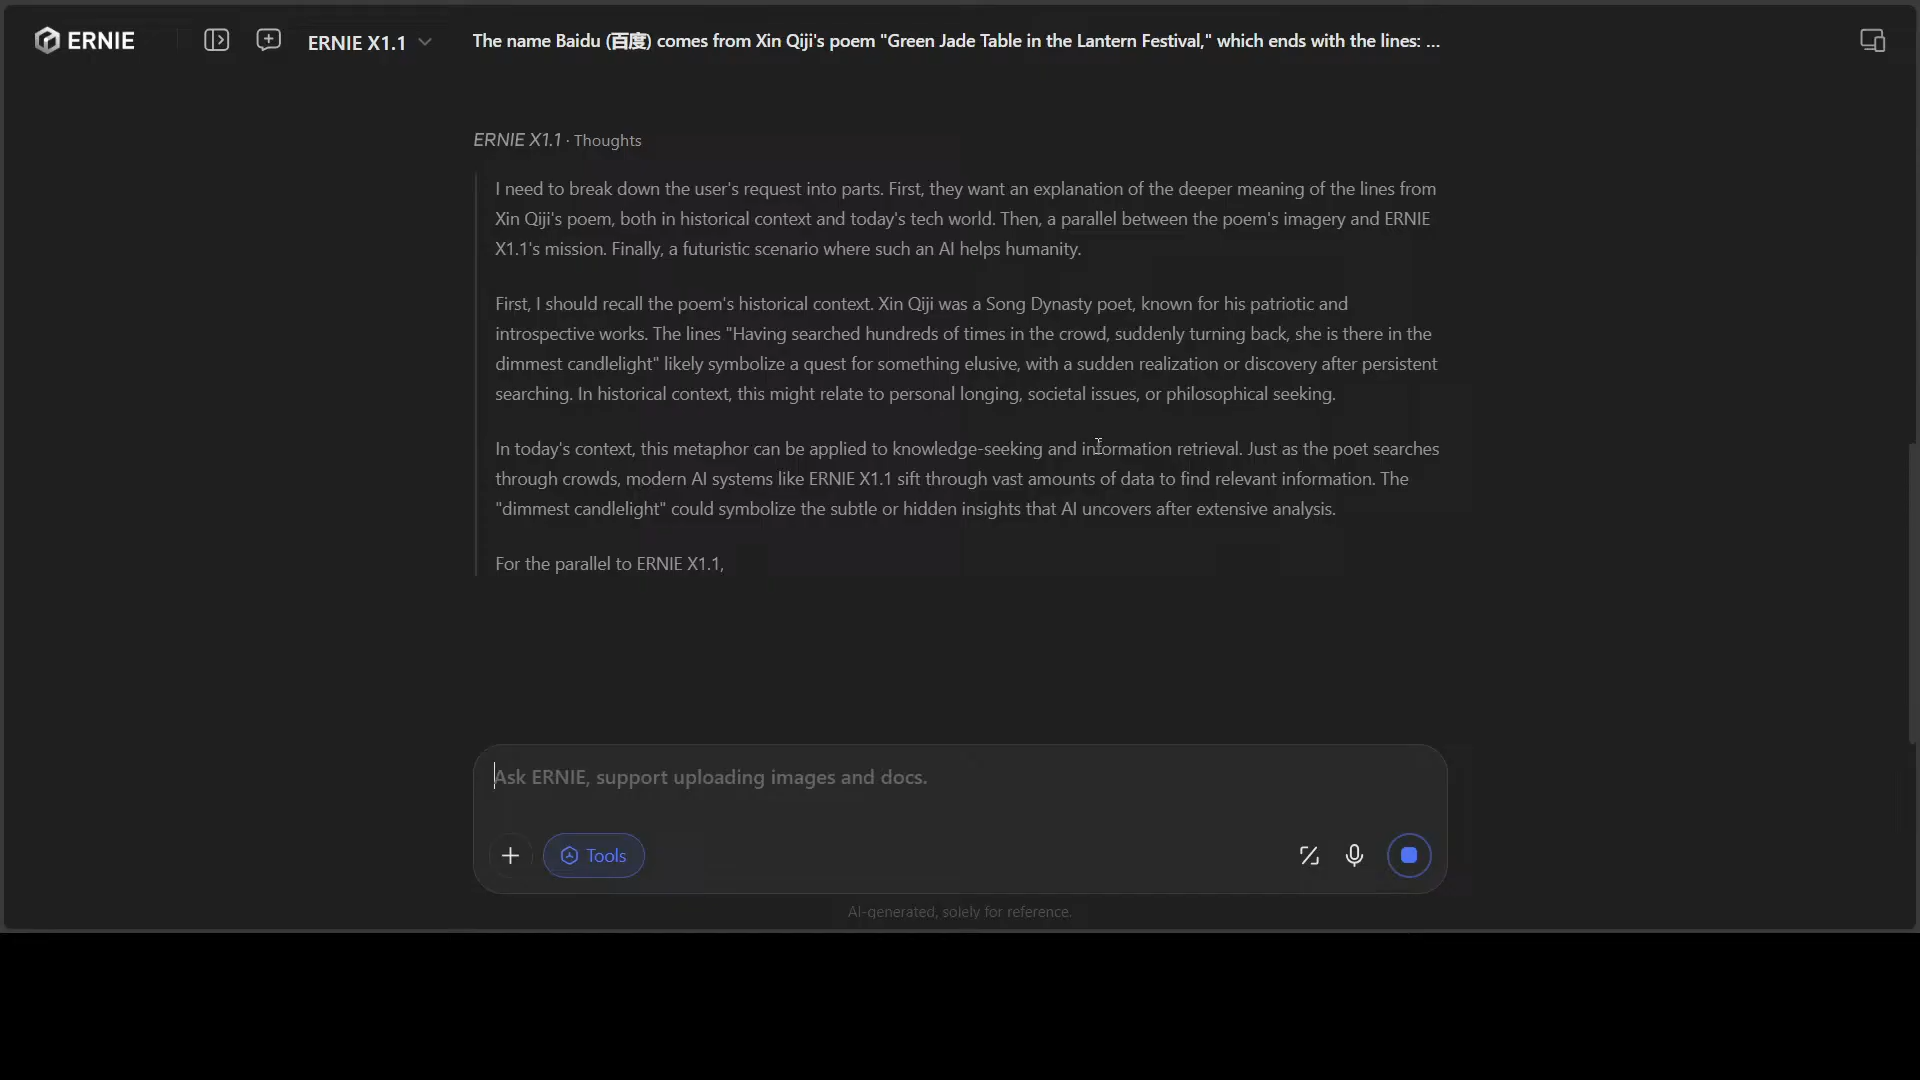 ERNIE
ERNIE X1.1
The name Baidu (百度) comes from Xin Qiji's poem "Green Jade Table in the Lantern Festival," which ends with the lines: ...
ERNIE X1.1 · Thoughts
I need to break down the user's request into parts. First, they want an explanation of the deeper meaning of the lines from
Xin Qiji's poem, both in historical context and today's tech world. Then, a parallel between the poem's imagery and ERNIE
X1.1's mission. Finally, a futuristic scenario where such an AI helps humanity.
First, I should recall the poem's historical context. Xin Qiji was a Song Dynasty poet, known for his patriotic and
introspective works. The lines "Having searched hundreds of times in the crowd, suddenly turning back, she is there in the
dimmest candlelight" likely symbolize a quest for something elusive, with a sudden realization or discovery after persistent
searching. In historical context, this might relate to personal longing, societal issues, or philosophical seeking.
In today's context, this metaphor can be applied to knowledge-seeking and information retrieval. Just as the poet searches
through crowds, modern AI systems like ERNIE X1.1 sift through vast amounts of data to find relevant information. The
"dimmest candlelight" could symbolize the subtle or hidden insights that AI uncovers after extensive analysis.
For the parallel to ERNIE X1.1,
Ask ERNIE, support uploading images and docs.
Tools
AI-generated, solely for reference.